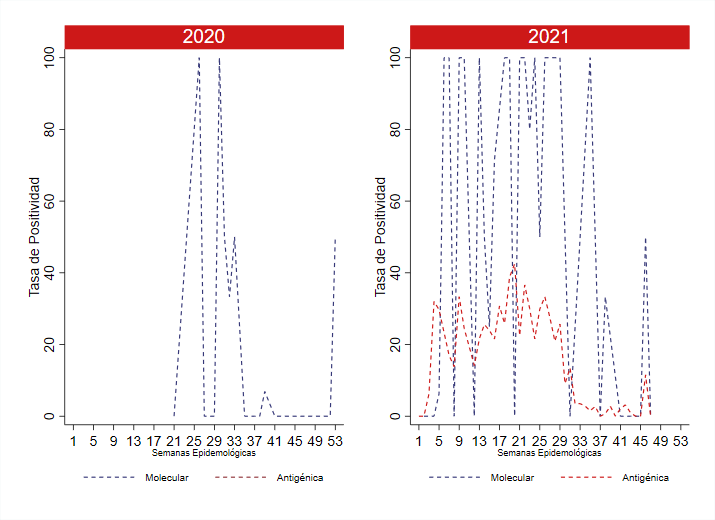 2020
Tasa de Positividad
100
80
60
40
20
0
1 5 9 13 17 21 25 29 33 37 41 45 49 53
Semanas Epidemológicas
Molecular Antigénica
2021
Tasa de Positividad
100
80
60
40
20
0
1 5 9 13 17 21 25 29 33 37 41 45 49 53
Semanas Epidemológicas
Molecular Antigénica